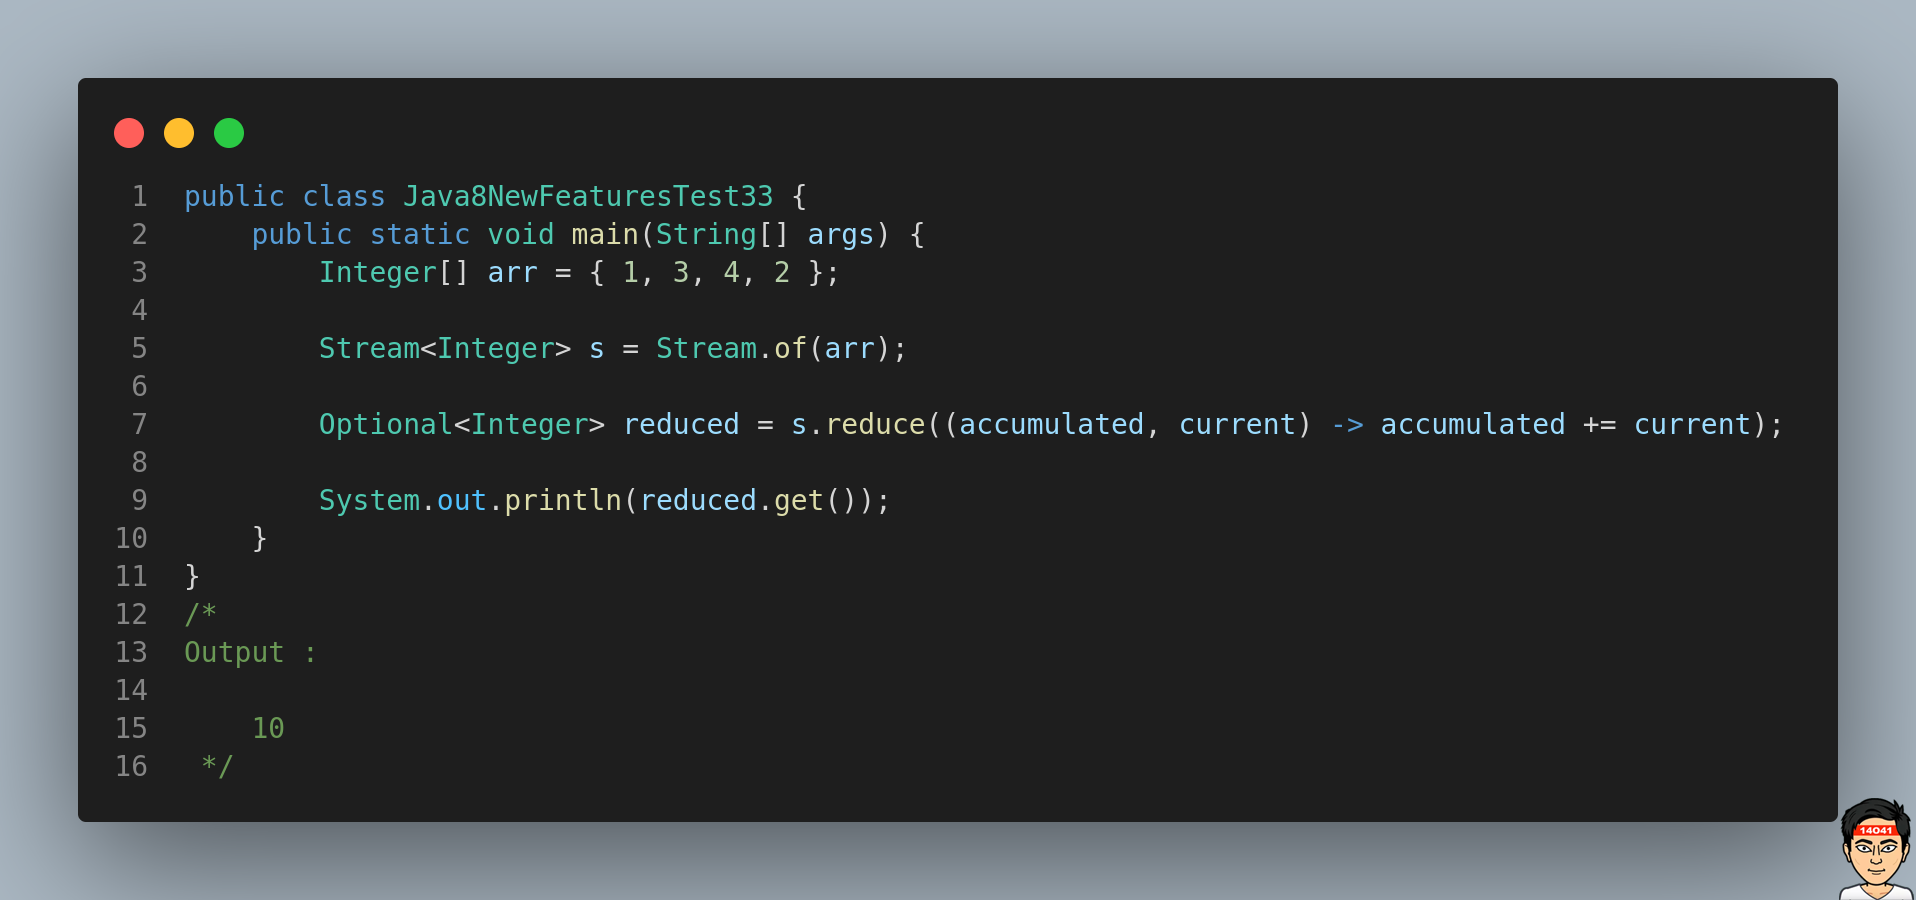 1 public class Java8NewFeaturesTest33 {
2     public static void main(String[] args) {
3         Integer[] arr = { 1, 3, 4, 2 };
4
5         Stream<Integer> s = Stream.of(arr);
6
7         Optional<Integer> reduced = s.reduce((accumulated, current) -> accumulated += current);
8
9         System.out.println(reduced.get());
10     }
11 }
12 /*
13 Output :
14
15     10
16  */
14041